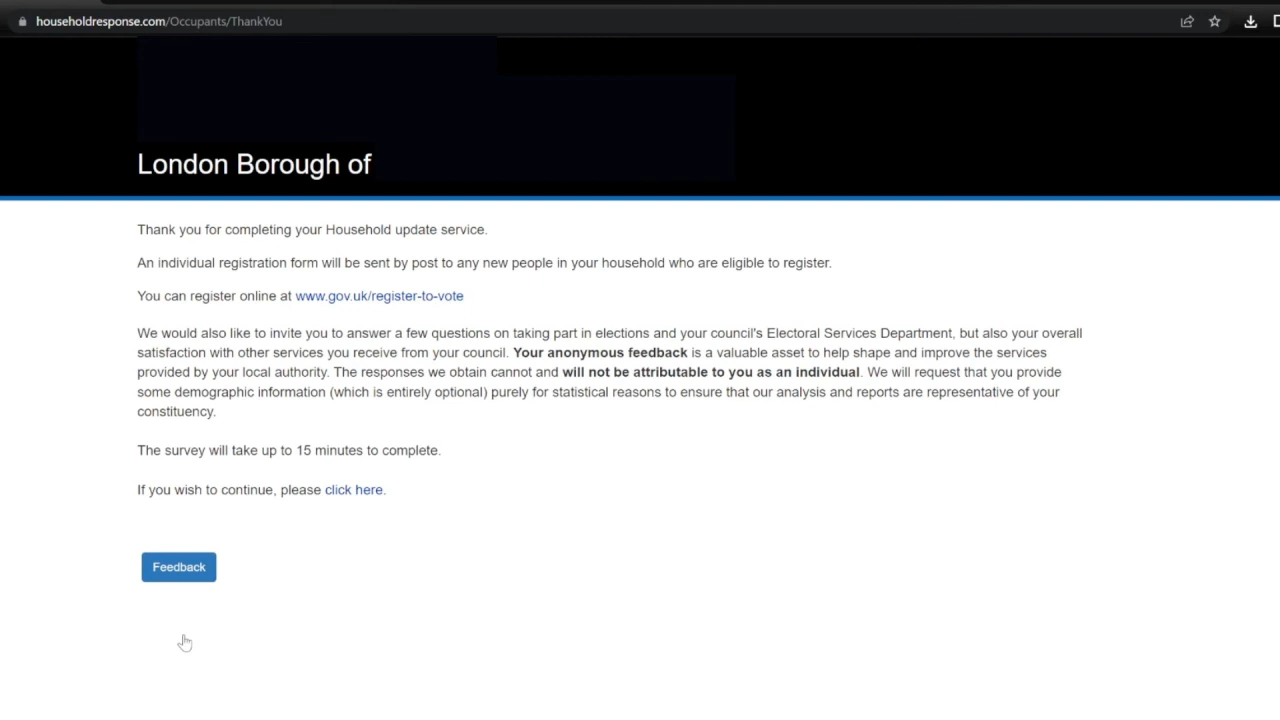 householdresponse.com/Occupants/ThankYou
London Borough of
Thank you for completing your Household update service.
An individual registration form will be sent by post to any new people in your household who are eligible to register.
You can register online at www.gov.uk/register-to-vote
We would also like to invite you to answer a few questions on taking part in elections and your council's Electoral Services Department, but also your overall
satisfaction with other services you receive from your council. Your anonymous feedback is a valuable asset to help shape and improve the services
provided by your local authority. The responses we obtain cannot and will not be attributable to you as an individual. We will request that you provide
some demographic information (which is entirely optional) purely for statistical reasons to ensure that our analysis and reports are representative of your
constituency.
The survey will take up to 15 minutes to complete.
If you wish to continue, please click here.
Feedback